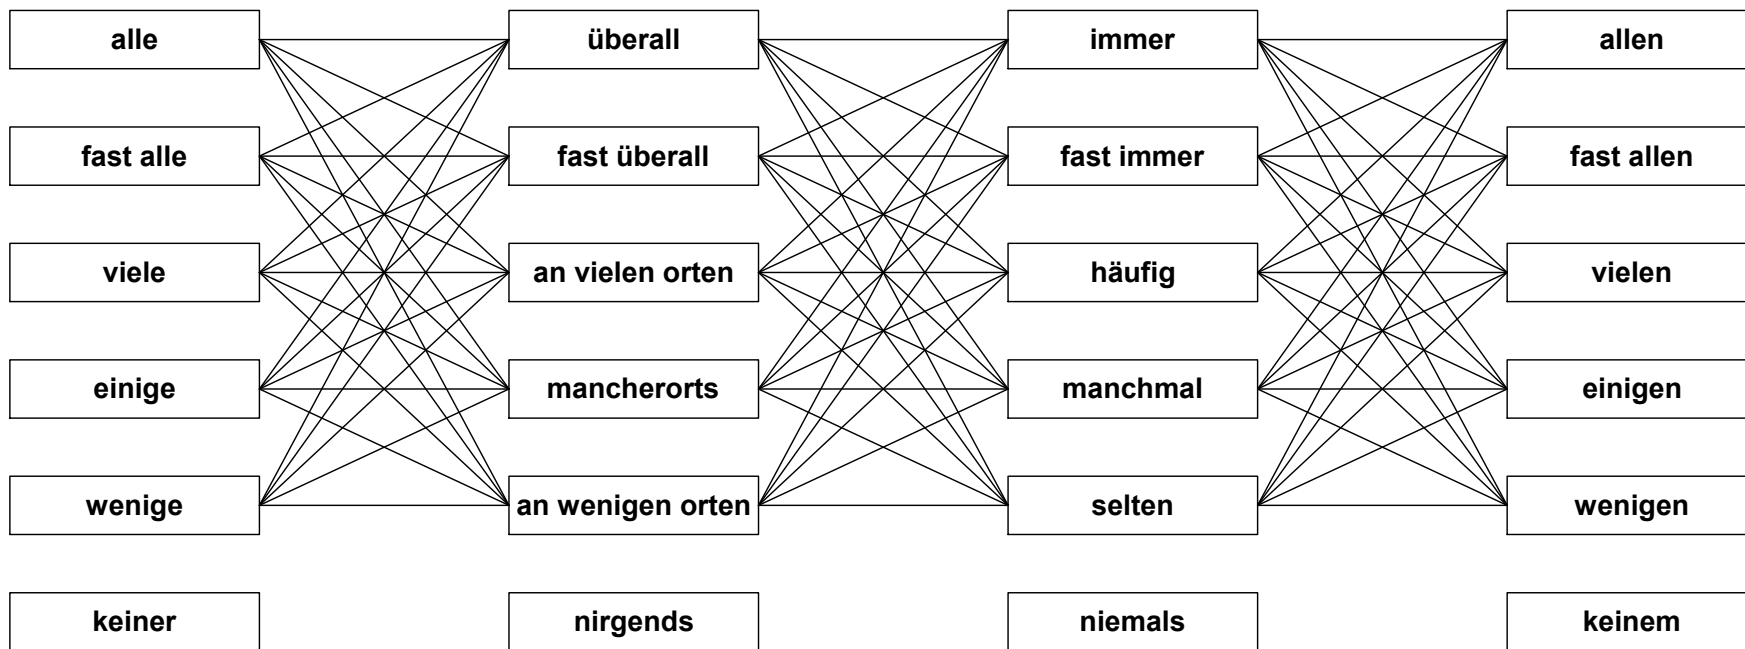 alle
überall
immer
allen
fast alle
fast überall
fast immer
fast allen
viele
an vielen orten
häufig
vielen
einige
mancherorts
manchmal
einigen
wenige
an wenigen orten
selten
wenigen
keiner
nirgends
niemals
keinem